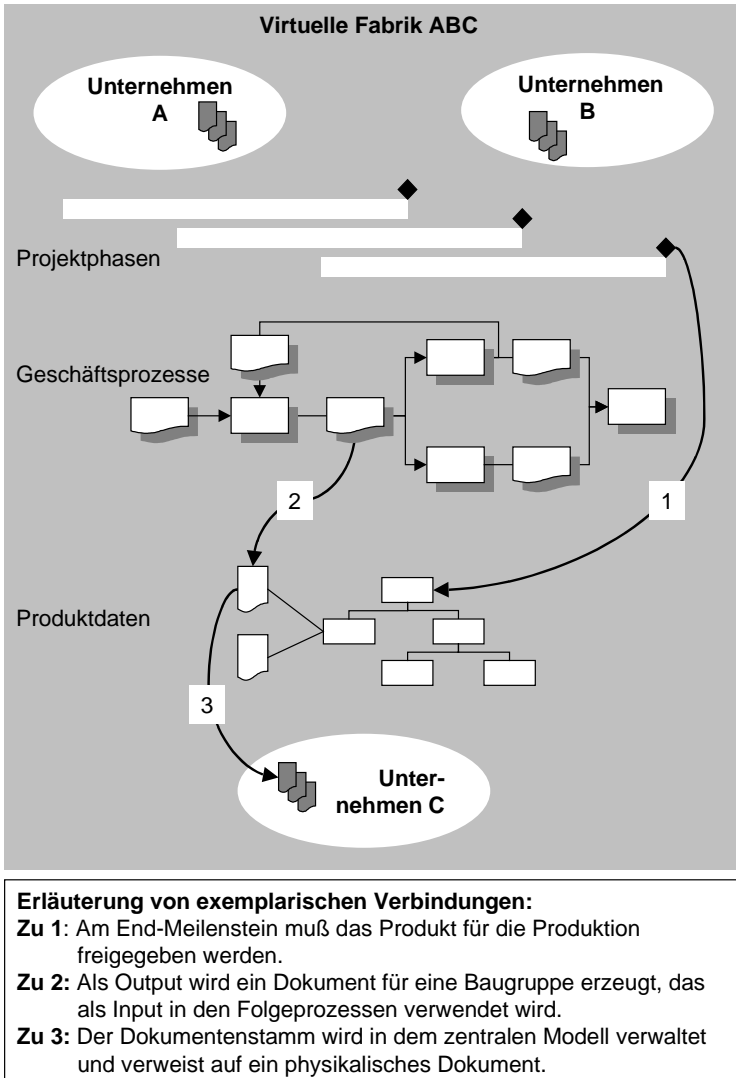 Virtuelle Fabrik ABC
Unternehmen
A
Unternehmen
B
Projektphasen
Geschäftsprozesse
1
2
Produktdaten
3
Unter-
nehmen C
Erläuterung von exemplarischen Verbindungen:
Zu 1: Am End-Meilenstein muß das Produkt für die Produktion
freigegeben werden.
Zu 2: Als Output wird ein Dokument für eine Baugruppe erzeugt, das
als Input in den Folgeprozessen verwendet wird.
Zu 3: Der Dokumentenstamm wird in dem zentralen Modell verwaltet
und verweist auf ein physikalisches Dokument.